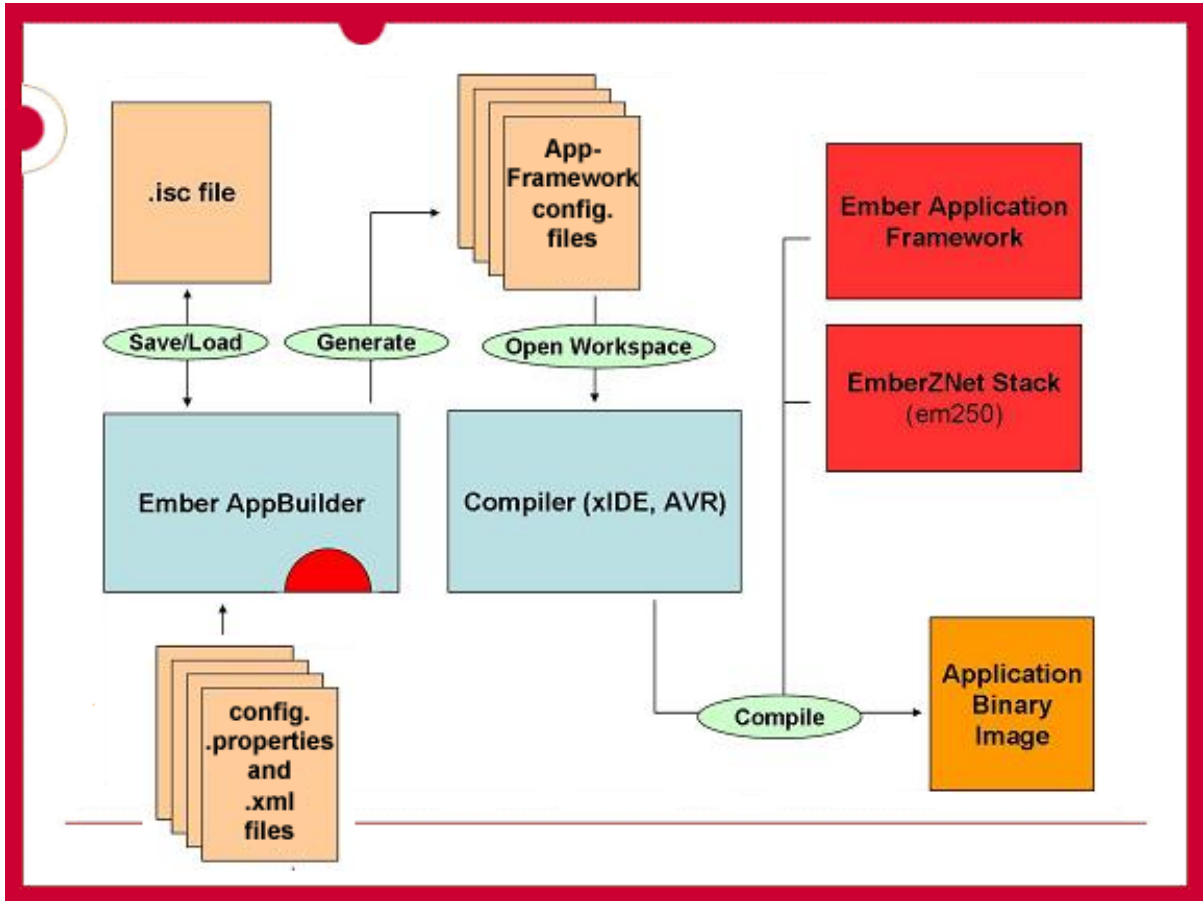 .isc file
App-
Framework
config.
files
Ember Application
Framework
Save/Load
Generate
Open Workspace
EmberZNet Stack
(em250)
Ember AppBuilder
Compiler (xIDE, AVR)
config.
.properties
and
.xml
files
Compile
Application
Binary
Image